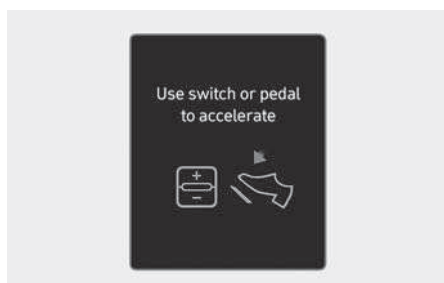 Use switch or pedal
to accelerate
+
-